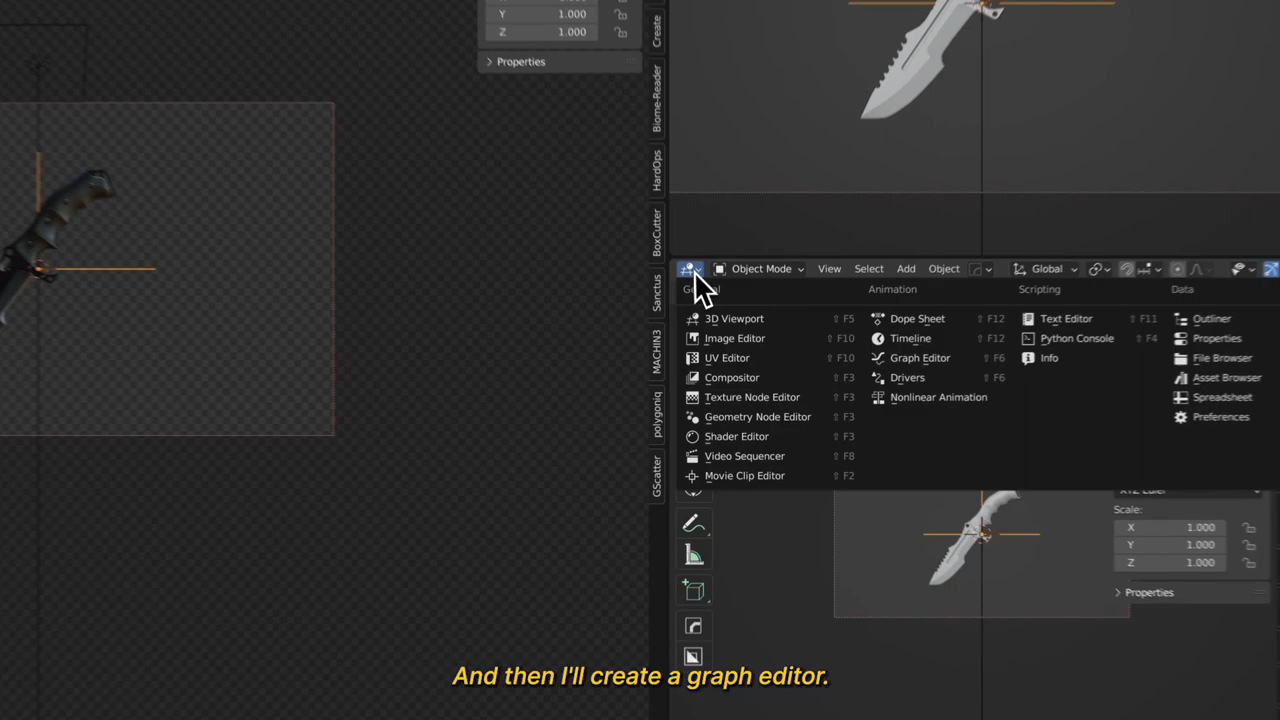 Y 1.000
Z 1.000
Properties
Create
Biome-Reader
HardOps
BoxCutter
Sanctus
MACHIN3
polygoniq
GScatter
Object Mode View Select Add Object Global
General Animation Scripting Data
3D Viewport ⇧ F5
Image Editor ⇧ F10
UV Editor ⇧ F10
Compositor ⇧ F3
Texture Node Editor ⇧ F3
Geometry Node Editor ⇧ F3
Shader Editor ⇧ F3
Video Sequencer ⇧ F8
Movie Clip Editor ⇧ F2
Dope Sheet ⇧ F12
Timeline ⇧ F12
Graph Editor ⇧ F6
Drivers ⇧ F6
Nonlinear Animation
Text Editor ⇧ F11
Python Console ⇧ F4
Info
Outliner
Properties
File Browser
Asset Browser
Spreadsheet
Preferences
XYZ Euler
Scale:
X 1.000
Y 1.000
Z 1.000
Properties
And then I'll create a graph editor.